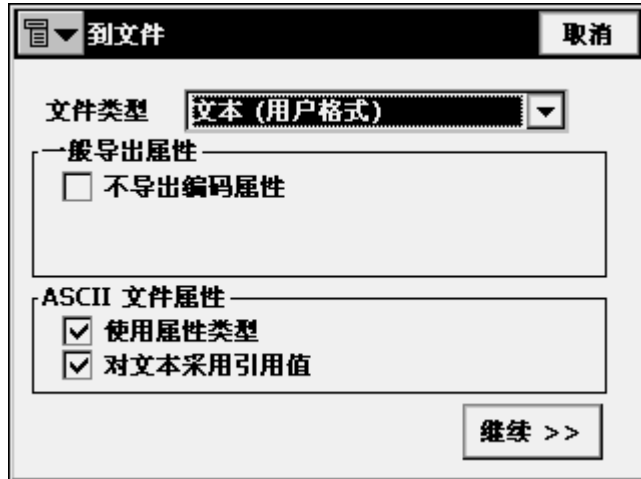 到文件 取消
文件类型 文本 (用户格式)
一般导出属性
不导出编码属性
ASCII 文件属性
使用属性类型
对文本采用引用值
继续 >>